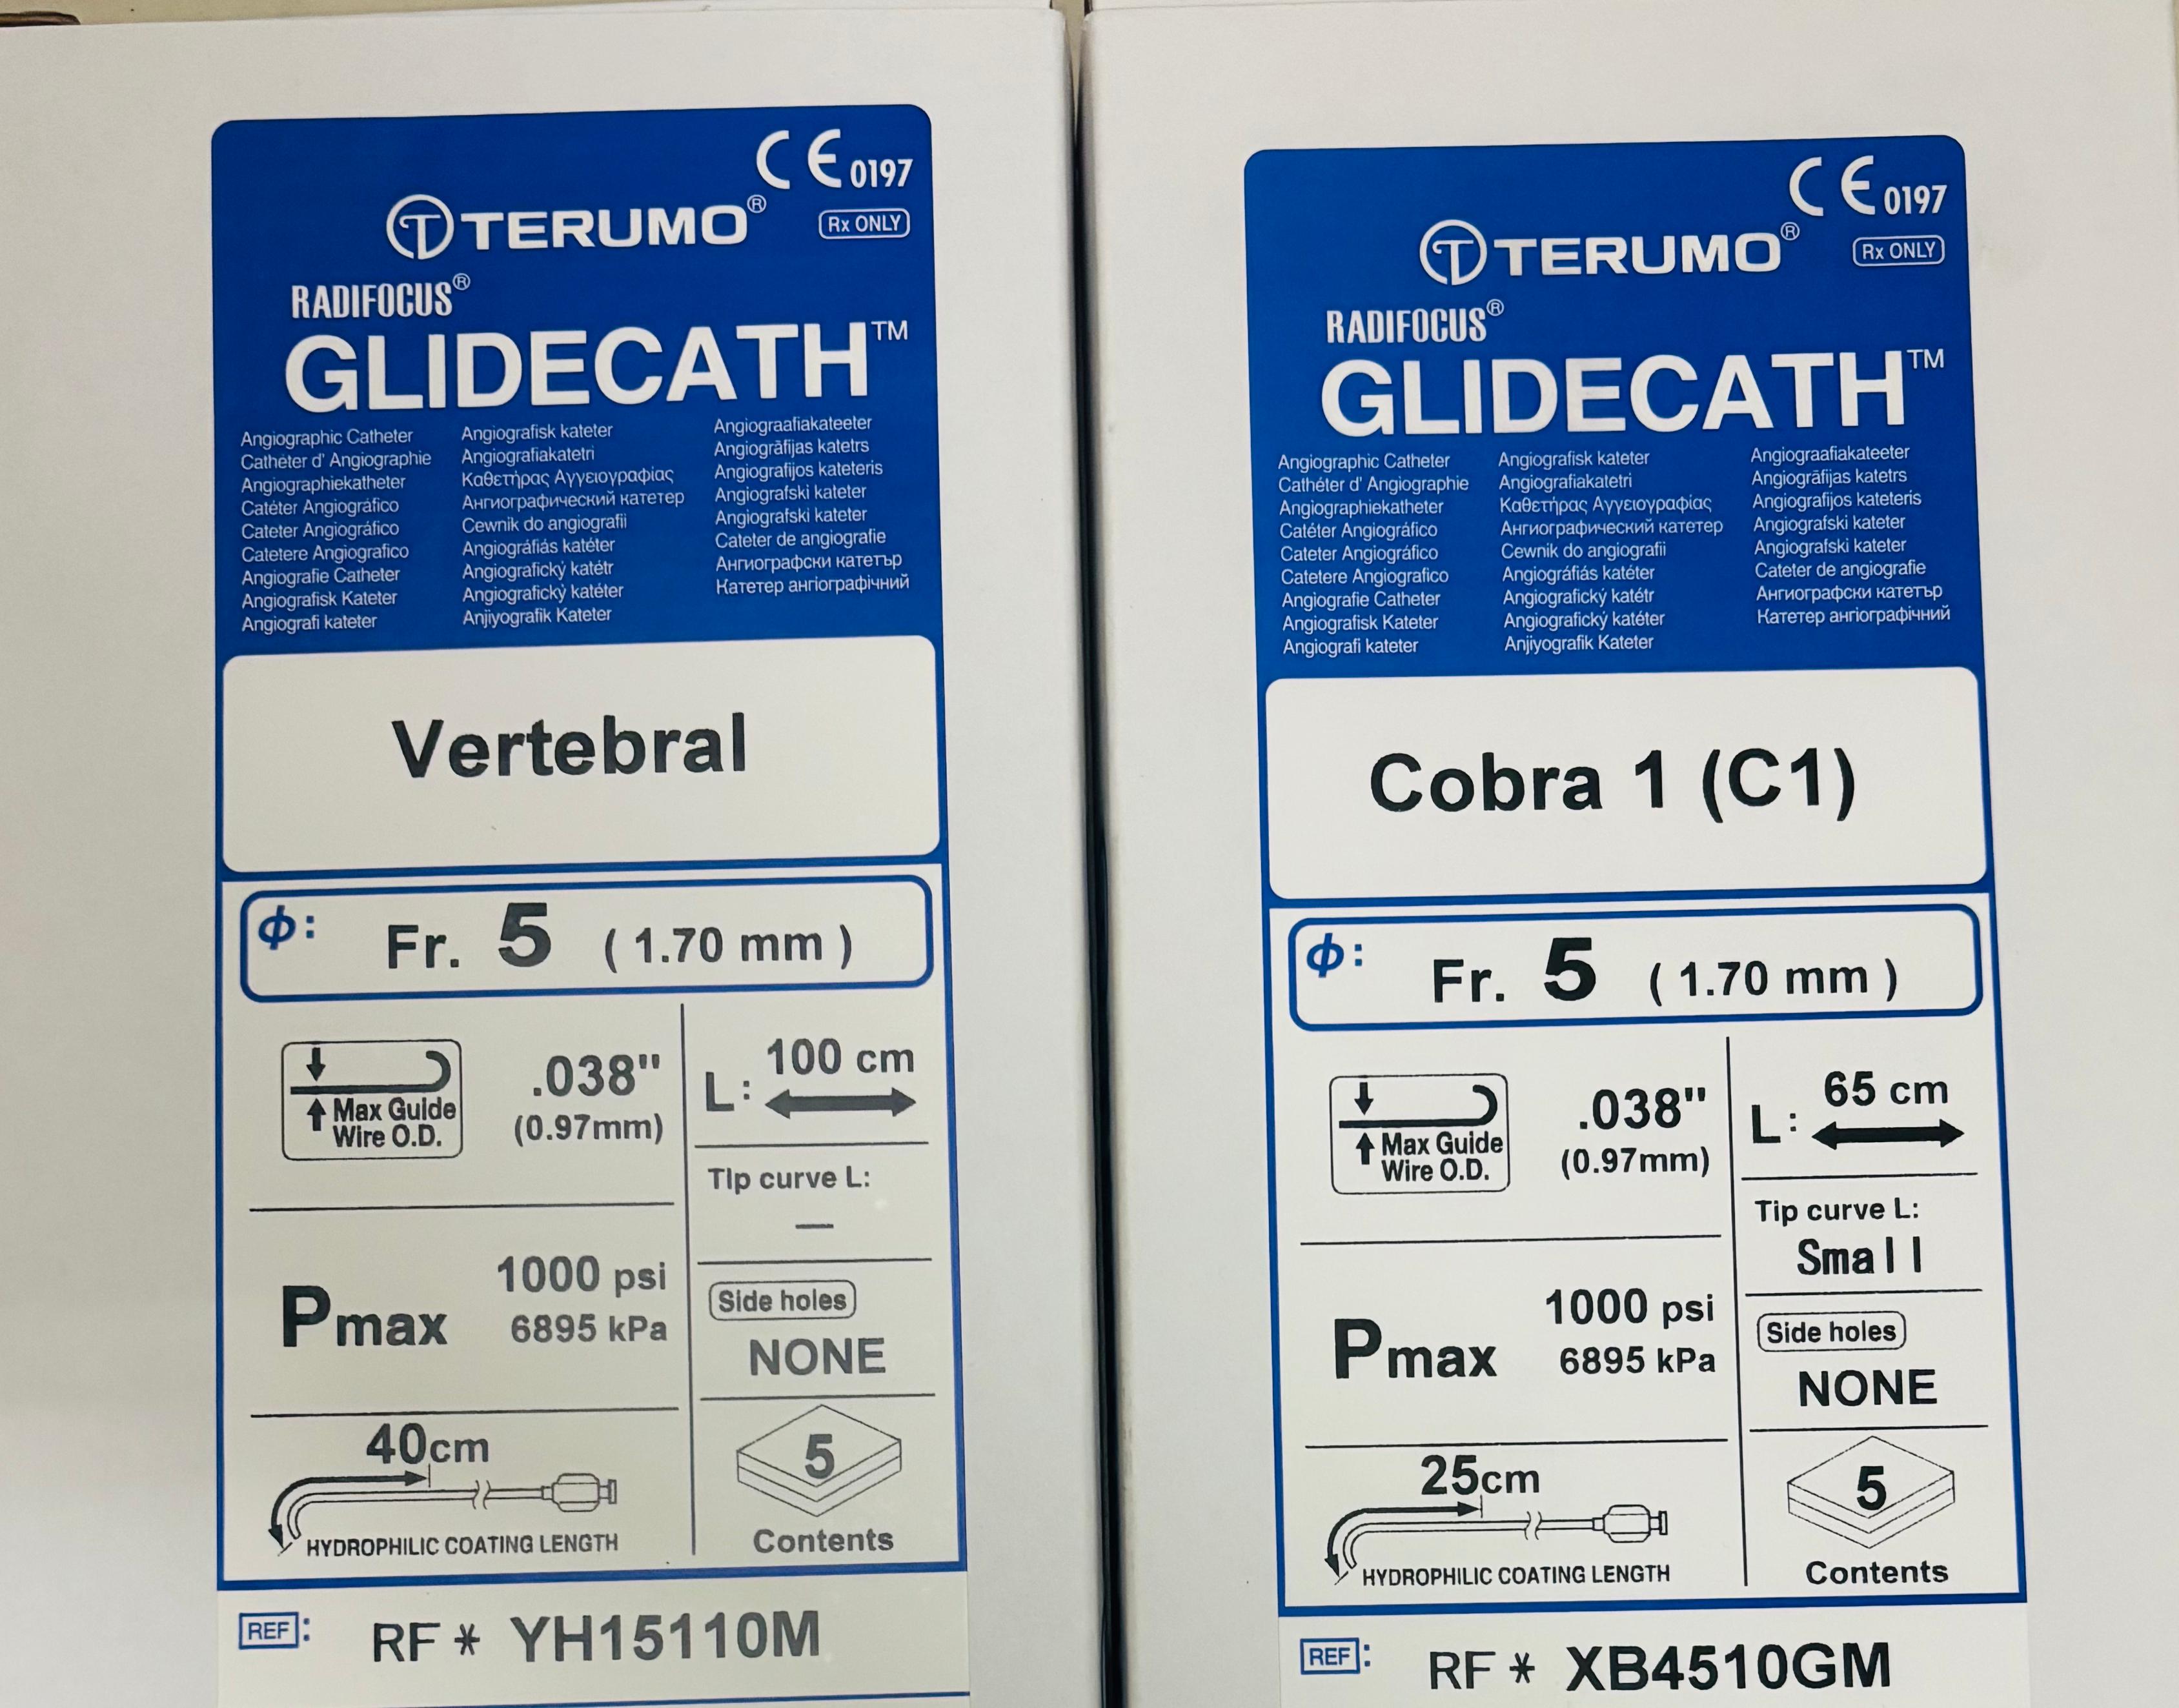 CE 0197
TERUMO®
Rx ONLY
RADIFOCUS®
GLIDECATH™
Angiographic Catheter
Cathéter d' Angiographie
Angiographiekatheter
Catéter Angiográfico
Cateter Angiográfico
Catetere Angiografico
Angiografie Catheter
Angiografisk Kateter
Angiografi kateter
Angiografisk kateter
Angiografiakatetri
Καθετήρας Αγγειογραφίας
Ангиографический катетер
Cewnik do angiografii
Angiográfiás katéter
Angiografický katétr
Angiografický katéter
Anjiyografik Kateter
Angiograafiakateeter
Angiogrāfijas katetrs
Angiografijos kateteris
Angiografski kateter
Angiografski kateter
Cateter de angiografie
Ангиографски катетър
Катетер ангіографічний
Vertebral
ϕ: Fr. 5 ( 1.70 mm )
Max Guide
Wire O.D.
.038"
(0.97mm)
L: 100 cm
TIp curve L:
—
Pmax
1000 psi
6895 kPa
Side holes
NONE
40cm
HYDROPHILIC COATING LENGTH
5
Contents
REF: RF* YH15110M
CE 0197
TERUMO®
Rx ONLY
RADIFOCUS®
GLIDECATH™
Angiographic Catheter
Cathéter d' Angiographie
Angiographiekatheter
Catéter Angiográfico
Cateter Angiográfico
Catetere Angiografico
Angiografie Catheter
Angiografisk Kateter
Angiografi kateter
Angiografisk kateter
Angiografiakatetri
Καθετήρας Αγγειογραφίας
Ангиографический катетер
Cewnik do angiografii
Angiográfiás katéter
Angiografický katétr
Angiografický katéter
Anjiyografik Kateter
Angiograafiakateeter
Angiogrāfijas katetrs
Angiografijos kateteris
Angiografski kateter
Angiografski kateter
Cateter de angiografie
Ангиографски катетър
Катетер ангіографічний
Cobra 1 (C1)
ϕ: Fr. 5 ( 1.70 mm )
Max Guide
Wire O.D.
.038"
(0.97mm)
L: 65 cm
Tip curve L:
Small
Pmax
1000 psi
6895 kPa
Side holes
NONE
25cm
HYDROPHILIC COATING LENGTH
5
Contents
REF: RF* XB4510GM